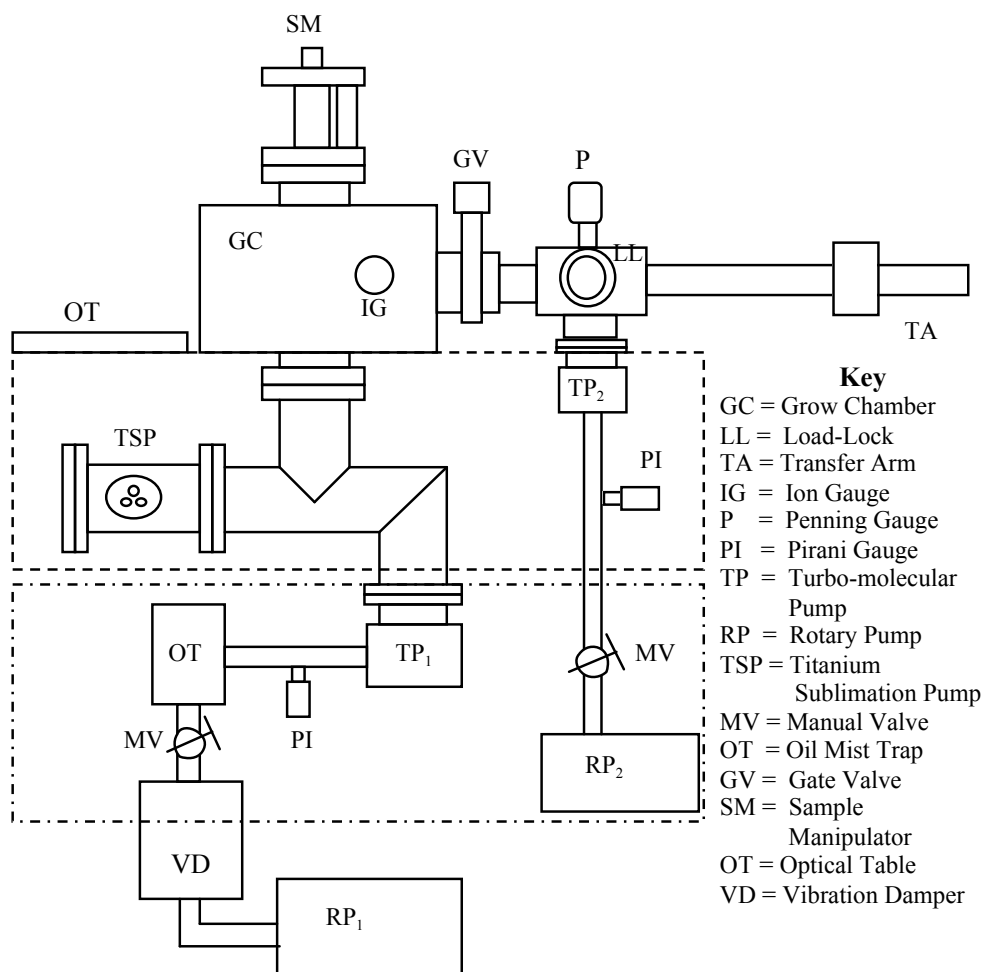 SM
GV
P
GC
LL
IG
OT
TA
TP₂
TSP
PI
Key
GC = Grow Chamber
LL = Load-Lock
TA = Transfer Arm
IG = Ion Gauge
P = Penning Gauge
PI = Pirani Gauge
TP = Turbo-molecular
Pump
RP = Rotary Pump
TSP = Titanium
Sublimation Pump
MV = Manual Valve
OT = Oil Mist Trap
GV = Gate Valve
SM = Sample
Manipulator
OT = Optical Table
VD = Vibration Damper
OT
TP₁
MV
MV
PI
RP₂
VD
RP₁